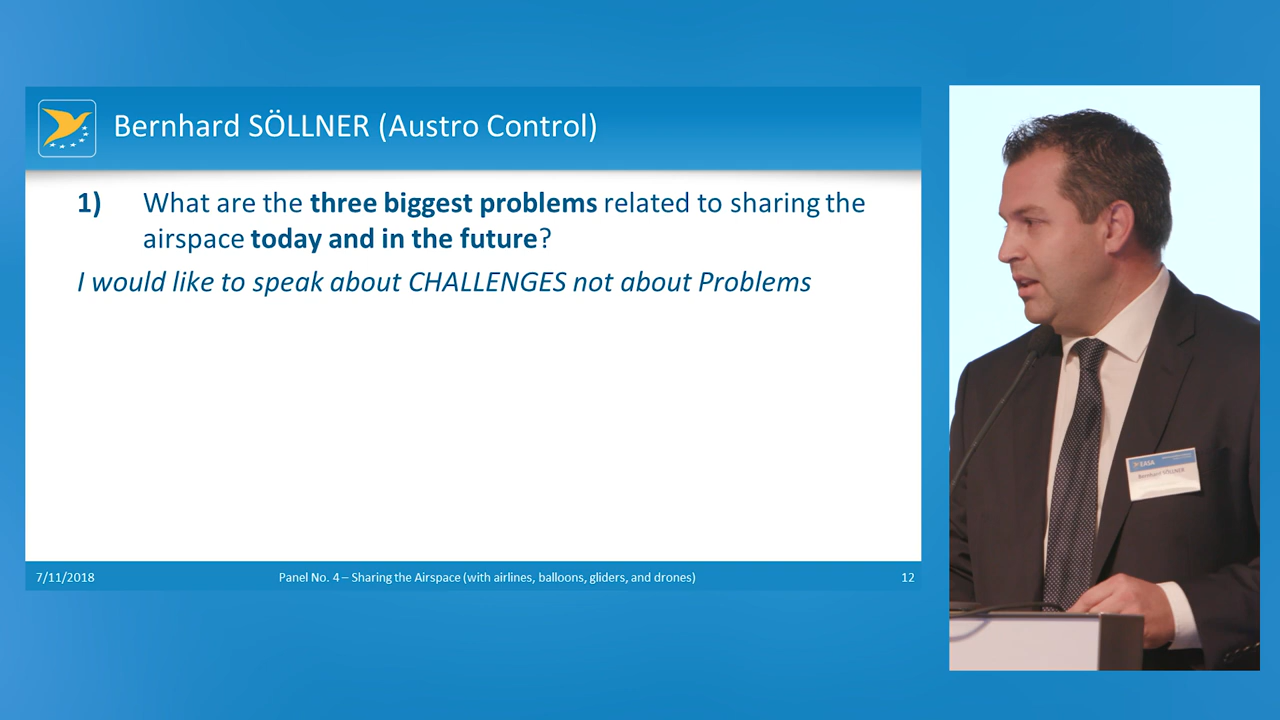 Bernhard SÖLLNER (Austro Control)
1) What are the three biggest problems related to sharing the
airspace today and in the future?
I would like to speak about CHALLENGES not about Problems
7/11/2018
Panel No. 4 – Sharing the Airspace (with airlines, balloons, gliders, and drones)
12
EASA
Bernhard SÖLLNER